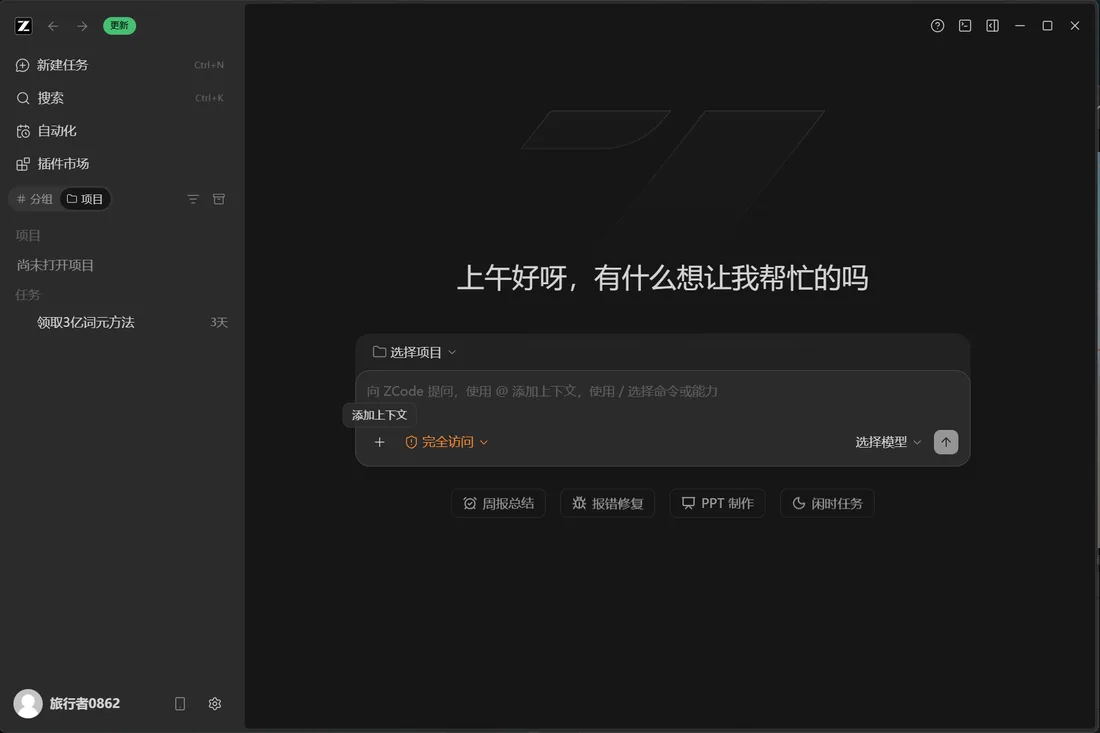 Z
更新
新建任务 Ctrl+N
搜索 Ctrl+K
自动化
插件市场
# 分组 项目
项目
尚未打开项目
任务
领取3亿词元方法 3天
上午好呀，有什么想让我帮忙的吗
选择项目
向 ZCode 提问，使用 @ 添加上下文，使用 / 选择命令或能力
添加上下文
完全访问 选择模型
周报总结 报错修复 PPT 制作 闲时任务
旅行者0862